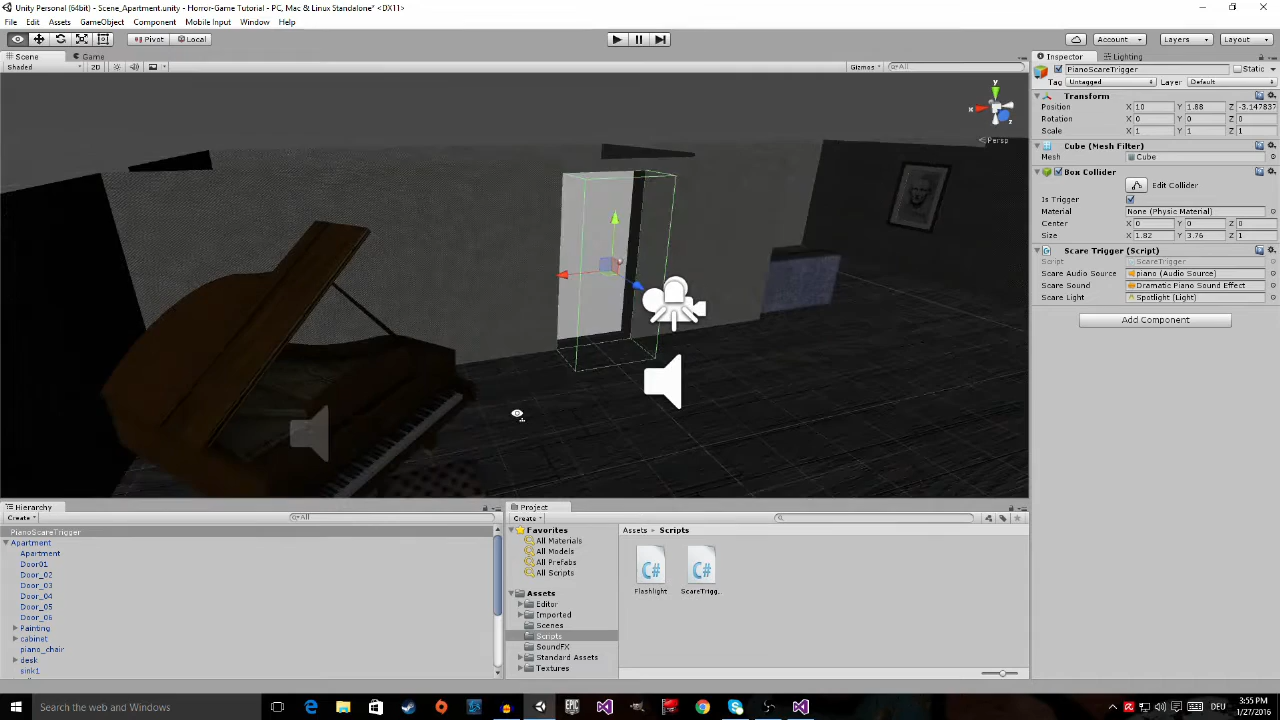 Unity Personal (64bit) - Scene_Apartment.unity - Horror-Game Tutorial - PC, Mac & Linux Standalone* <DX11>
File Edit Assets GameObject Component Mobile Input Window Help
Pivot Local Account Layers Layout
Scene Game
Shaded 2D Gizmos All
y
x
z
Persp
Inspector Lighting
PianoScareTrigger Static
Tag Untagged Layer Default
Transform
Position X 10 Y 1.88 Z -3.147837
Rotation X 0 Y 0 Z 0
Scale X 1 Y 1 Z 1
Cube (Mesh Filter)
Mesh Cube
Box Collider
Edit Collider
Is Trigger
Material None (Physic Material)
Center X 0 Y 0 Z 0
Size X 1.82 Y 3.76 Z 1
Scare Trigger (Script)
Script ScareTrigger
Scare Audio Source piano (Audio Source)
Scare Sound Dramatic Piano Sound Effect
Scare Light Spotlight (Light)
Add Component
Hierarchy
Create All
PianoScareTrigger
Apartment
Apartment
Door01
Door_02
Door_03
Door_04
Door_05
Door_06
Painting
cabinet
piano_chair
desk
sink1
Project
Create
Favorites
All Materials
All Models
All Prefabs
All Scripts
Assets
Editor
Imported
Scenes
Scripts
SoundFX
Standard Assets
Textures
Assets Scripts
C# C#
Flashlight ScareTrigg...
Search the web and Windows
EPIC
DEU
3:55 PM
1/27/2016